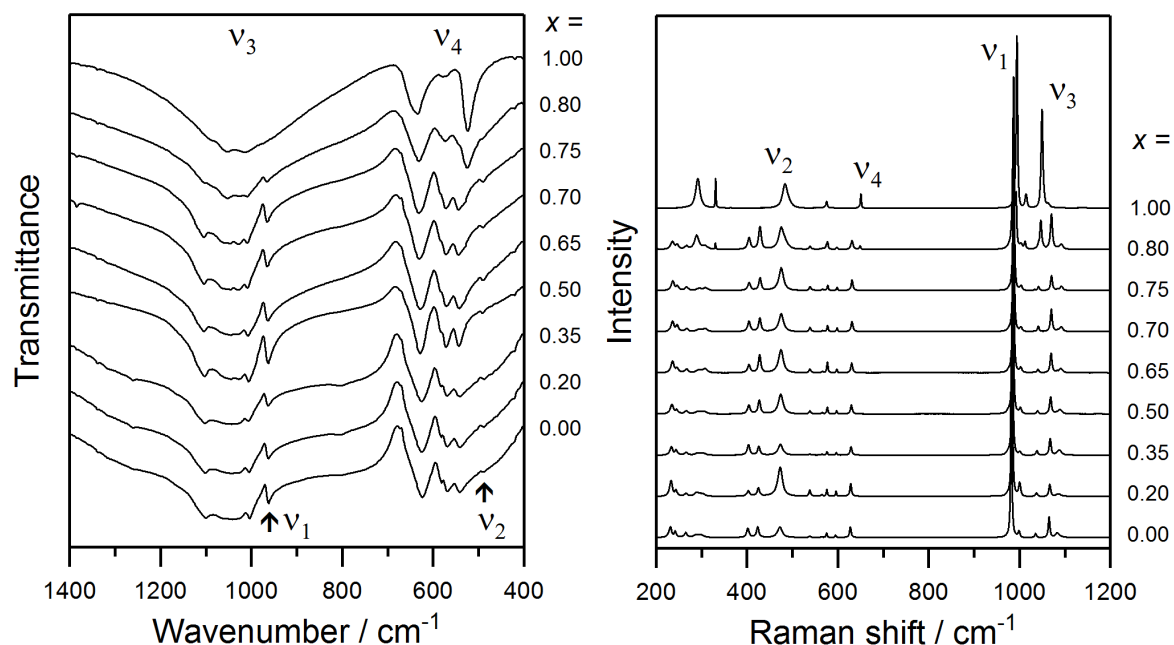 x =
ν3
ν4
1.00
0.80
0.75
0.70
0.65
0.50
0.35
0.20
0.00
ν1
ν2
Transmittance
1400 1200 1000 800 600 400
Wavenumber / cm-1
ν1
ν3
x =
ν2
ν4
1.00
0.80
0.75
0.70
0.65
0.50
0.35
0.20
0.00
Intensity
200 400 600 800 1000 1200
Raman shift / cm-1